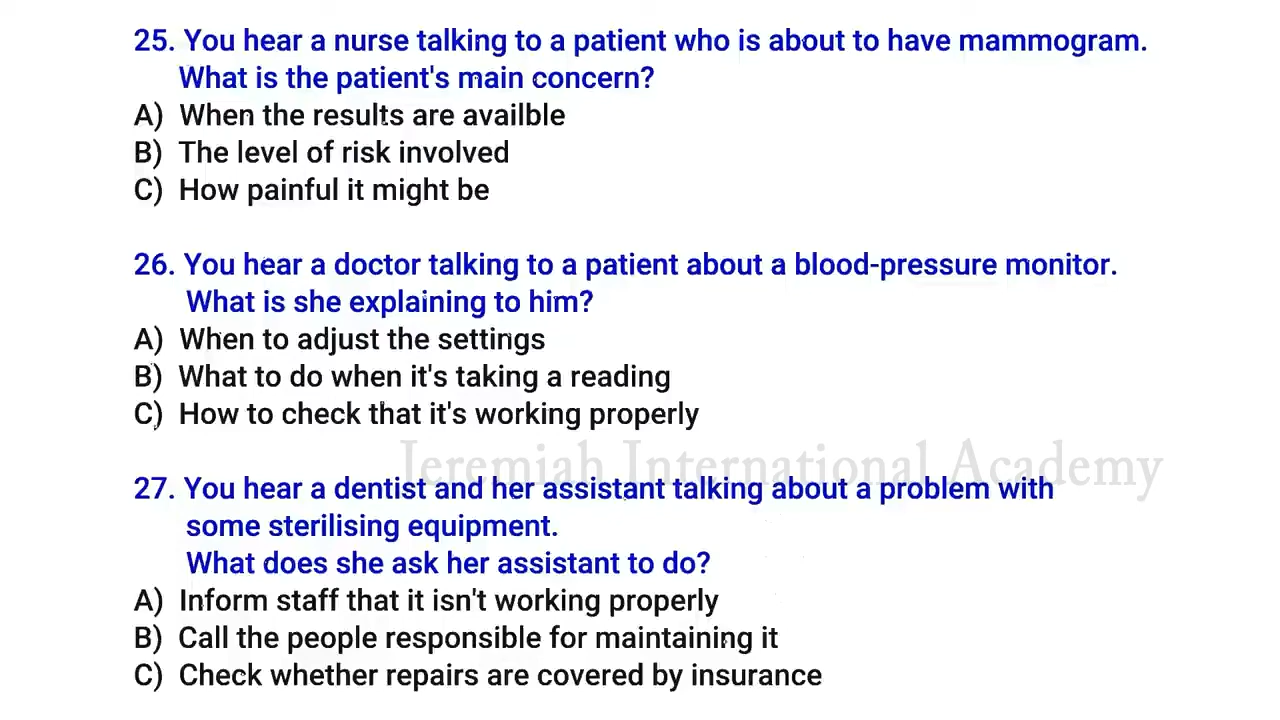 25. You hear a nurse talking to a patient who is about to have mammogram.
What is the patient's main concern?
A) When the results are availble
B) The level of risk involved
C) How painful it might be
26. You hear a doctor talking to a patient about a blood-pressure monitor.
What is she explaining to him?
A) When to adjust the settings
B) What to do when it's taking a reading
C) How to check that it's working properly
Jeremiah International Academy
27. You hear a dentist and her assistant talking about a problem with
some sterilising equipment.
What does she ask her assistant to do?
A) Inform staff that it isn't working properly
B) Call the people responsible for maintaining it
C) Check whether repairs are covered by insurance